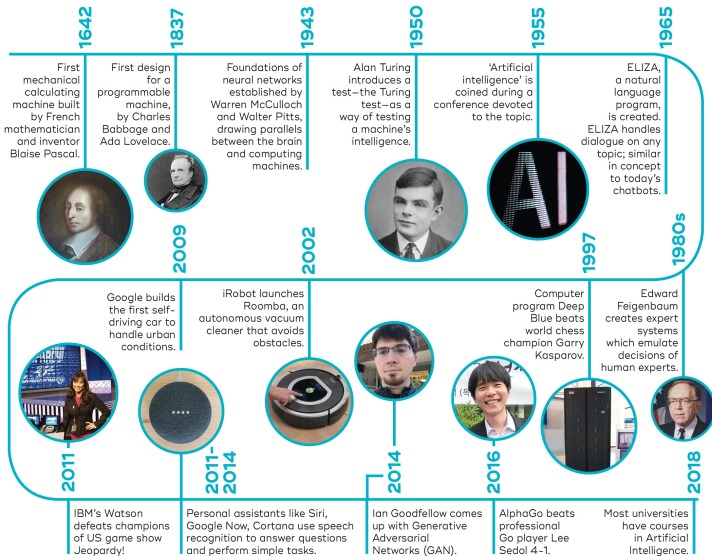 1642
First
mechanical
calculating
machine built
by French
mathematician
and inventor
Blaise Pascal.
1837
First design
for a
programmable
machine,
by Charles
Babbage and
Ada Lovelace.
1943
Foundations of
neural networks
established by
Warren McCulloch
and Walter Pitts,
drawing parallels
between the brain
and computing
machines.
1950
Alan Turing
introduces a
test—the Turing
test—as a
way of testing
a machine's
intelligence.
1955
‘Artificial
intelligence’ is
coined during a
conference devoted
to the topic.
AI
1965
ELIZA,
a natural
language
program,
is created.
ELIZA handles
dialogue on any
topic; similar
in concept
to today's
chatbots.
1980s
Edward
Feigenbaum
creates expert
systems
which emulate
decisions of
human experts.
1997
Computer
program Deep
Blue beats
world chess
champion Garry
Kasparov.
2002
iRobot launches
Roomba, an
autonomous vacuum
cleaner that avoids
obstacles.
2009
Google builds
the first self-
driving car to
handle urban
conditions.
2011
IBM's Watson
defeats champions
of US game show
Jeopardy!
2011-
2014
Personal assistants like Siri,
Google Now, Cortana use speech
recognition to answer questions
and perform simple tasks.
2014
Ian Goodfellow comes
up with Generative
Adversarial
Networks (GAN).
2016
AlphaGo beats
professional
Go player Lee
Sedol 4-1.
2018
Most universities
have courses
in Artificial
Intelligence.